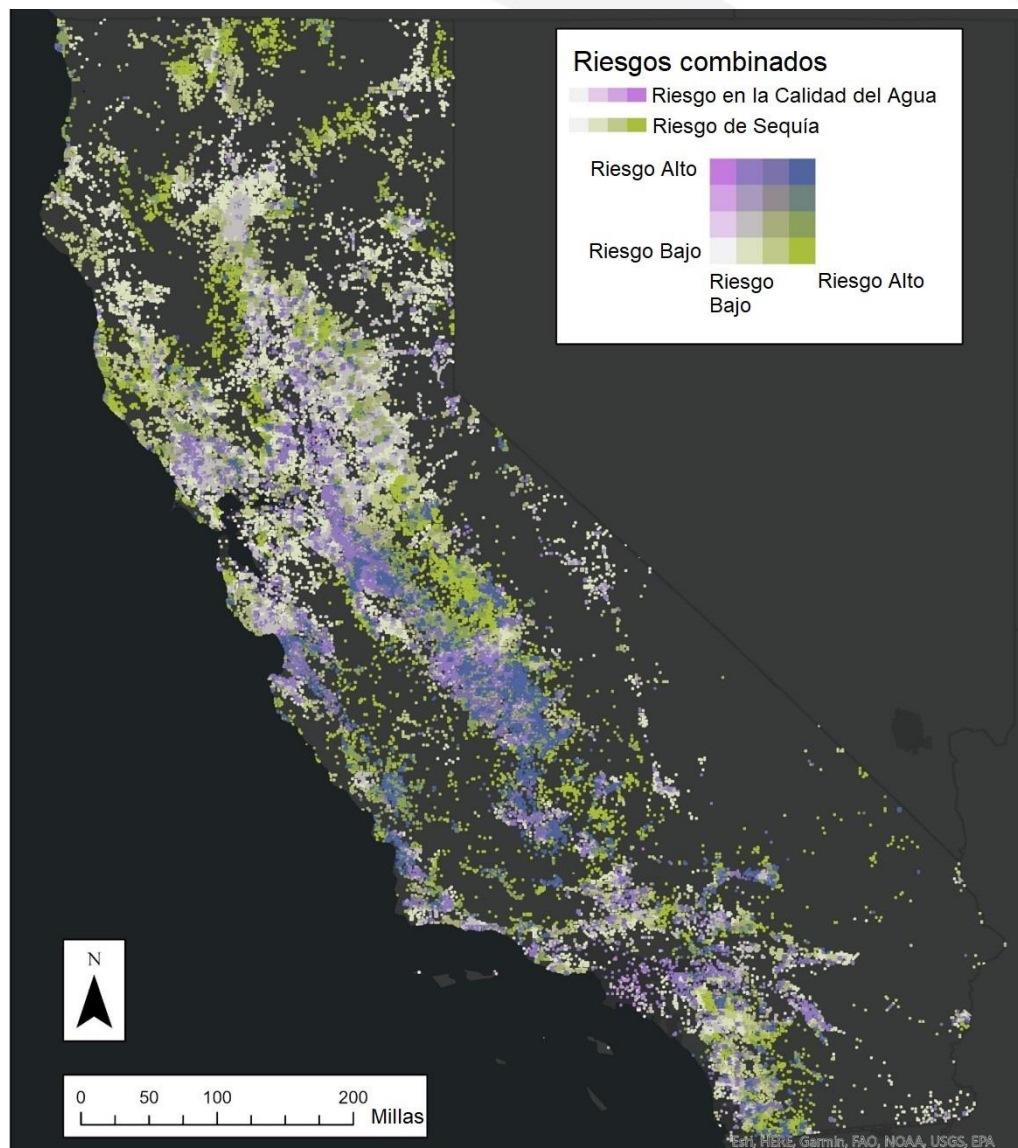 Riesgos combinados
Riesgo en la Calidad del Agua
Riesgo de Sequía
Riesgo Alto
Riesgo Bajo
Riesgo
Bajo
Riesgo Alto
N
0 50 100 200
Millas
Esri, HERE, Garmin, FAO, NOAA, USGS, EPA